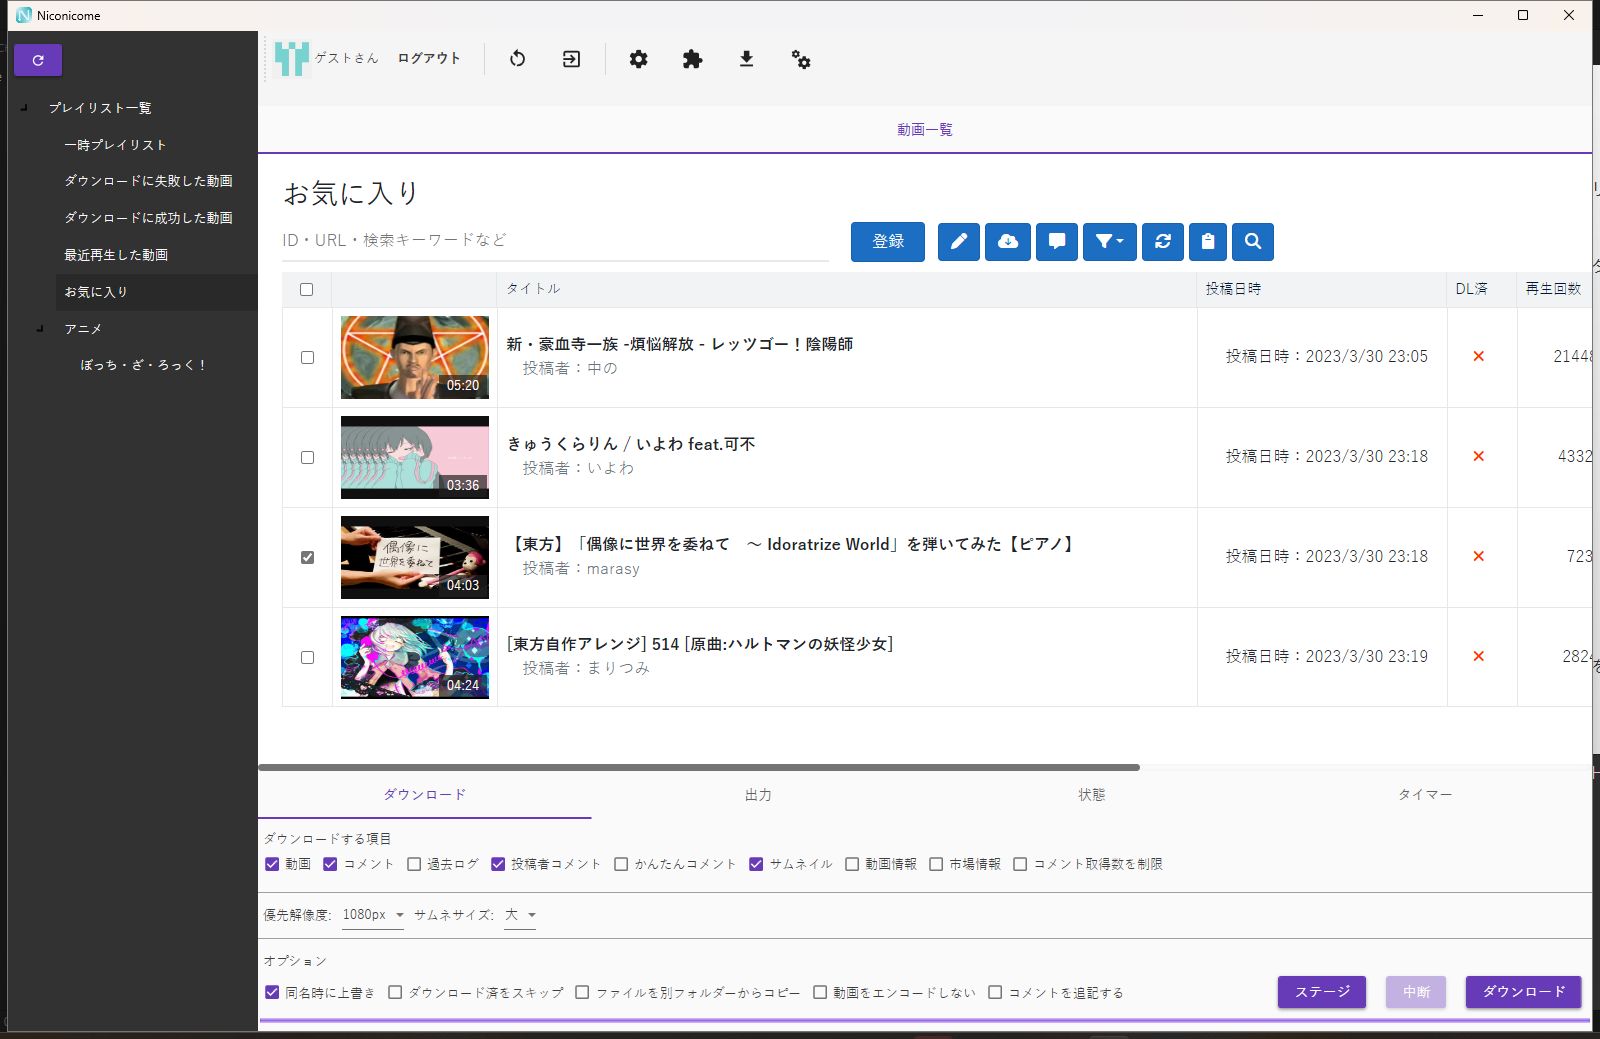 Niconicome
ゲストさん ログアウト
プレイリスト一覧
一時プレイリスト
ダウンロードに失敗した動画
ダウンロードに成功した動画
最近再生した動画
お気に入り
アニメ
ぼっち・ざ・ろっく！
動画一覧
お気に入り
ID・URL・検索キーワードなど
登録
タイトル 投稿日時 DL済 再生回数
05:20
新・豪血寺一族 -煩悩解放 - レッツゴー！陰陽師
投稿者：中の
投稿日時：2023/3/30 23:05
21448
03:36
きゅうくらりん / いよわ feat.可不
投稿者：いよわ
投稿日時：2023/3/30 23:18
4332
偶像に
世界を委ねて
04:03
【東方】「偶像に世界を委ねて　～ Idoratrize World」を弾いてみた【ピアノ】
投稿者：marasy
投稿日時：2023/3/30 23:18
723
04:24
[東方自作アレンジ] 514 [原曲:ハルトマンの妖怪少女]
投稿者：まりつみ
投稿日時：2023/3/30 23:19
2824
ダウンロード 出力 状態 タイマー
ダウンロードする項目
動画 コメント 過去ログ 投稿者コメント かんたんコメント サムネイル 動画情報 市場情報 コメント取得数を制限
優先解像度: 1080px サムネサイズ: 大
オプション
同名時に上書き ダウンロード済をスキップ ファイルを別フォルダーからコピー 動画をエンコードしない コメントを追記する
ステージ 中断 ダウンロード